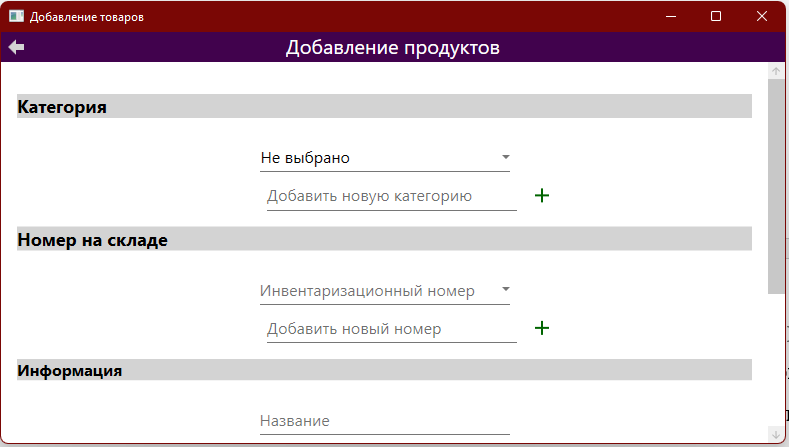 Добавление товаров
Добавление продуктов
Категория
Не выбрано
Добавить новую категорию
Номер на складе
Инвентаризационный номер
Добавить новый номер
Информация
Название